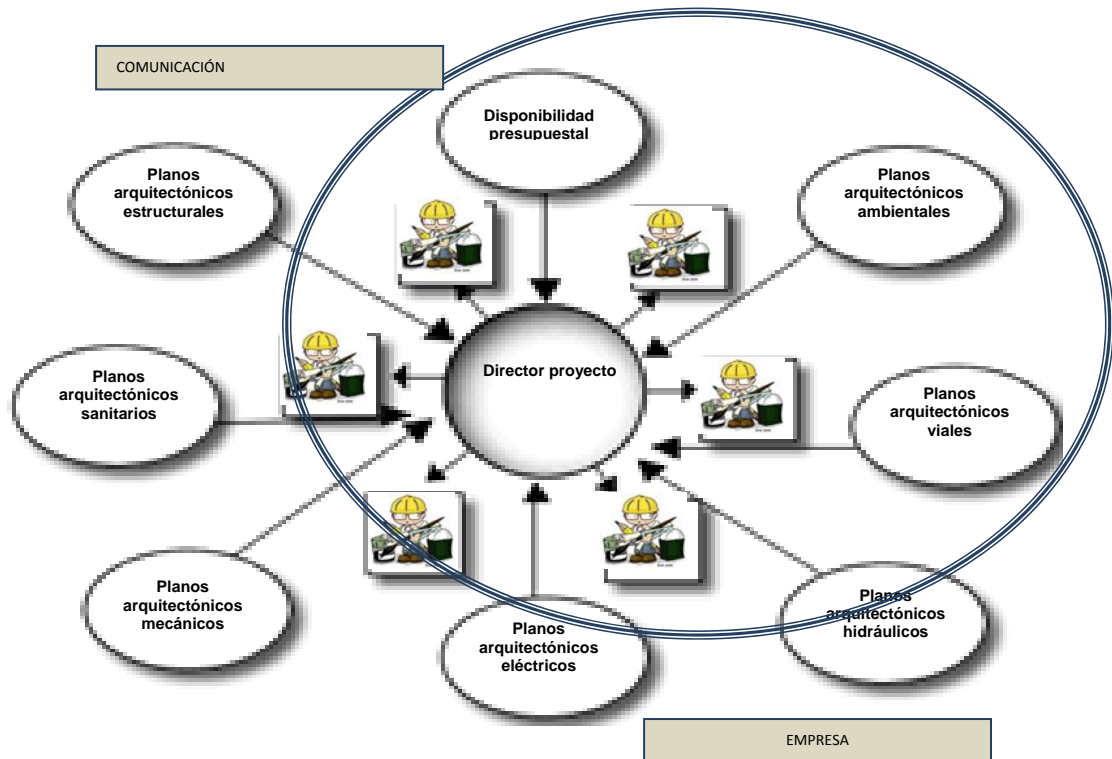 COMUNICACIÓN
Disponibilidad
presupuestal
Planos
arquitectónicos
estructurales
Planos
arquitectónicos
ambientales
Director proyecto
Planos
arquitectónicos
sanitarios
Planos
arquitectónicos
viales
Planos
arquitectónicos
mecánicos
Planos
arquitectónicos
eléctricos
Planos
arquitectónicos
hidráulicos
EMPRESA